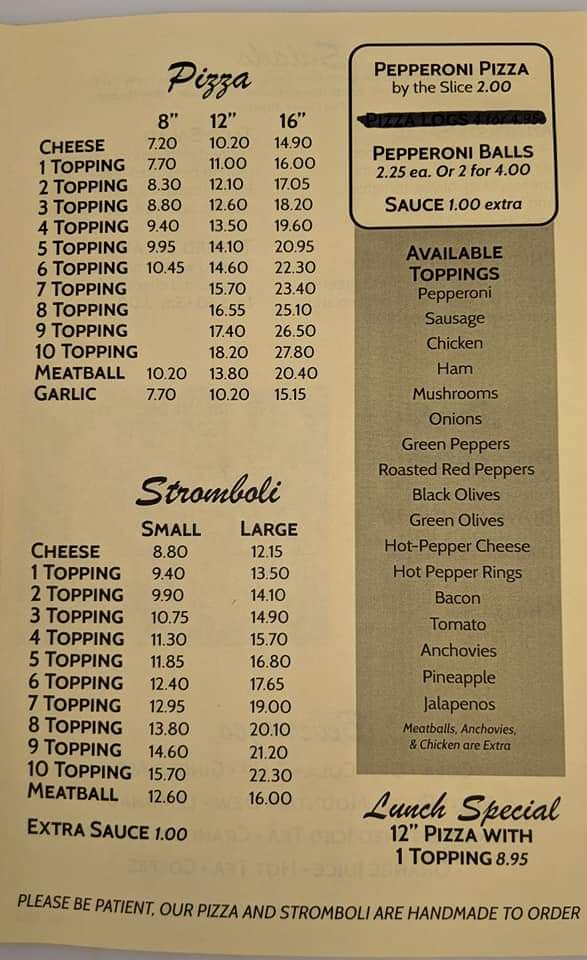 Pizza
8” 12” 16”
CHEESE 7.20 10.20 14.90
1 TOPPING 7.70 11.00 16.00
2 TOPPING 8.30 12.10 17.05
3 TOPPING 8.80 12.60 18.20
4 TOPPING 9.40 13.50 19.60
5 TOPPING 9.95 14.10 20.95
6 TOPPING 10.45 14.60 22.30
7 TOPPING 15.70 23.40
8 TOPPING 16.55 25.10
9 TOPPING 17.40 26.50
10 TOPPING 18.20 27.80
MEATBALL 10.20 13.80 20.40
GARLIC 7.70 10.20 15.15
Stromboli
SMALL LARGE
CHEESE 8.80 12.15
1 TOPPING 9.40 13.50
2 TOPPING 9.90 14.10
3 TOPPING 10.75 14.90
4 TOPPING 11.30 15.70
5 TOPPING 11.85 16.80
6 TOPPING 12.40 17.65
7 TOPPING 12.95 19.00
8 TOPPING 13.80 20.10
9 TOPPING 14.60 21.20
10 TOPPING 15.70 22.30
MEATBALL 12.60 16.00
EXTRA SAUCE 1.00
PEPPERONI PIZZA
by the Slice 2.00
PIZZA LOGS 4 for 4.95
PEPPERONI BALLS
2.25 ea. Or 2 for 4.00
SAUCE 1.00 extra
AVAILABLE
TOPPINGS
Pepperoni
Sausage
Chicken
Ham
Mushrooms
Onions
Green Peppers
Roasted Red Peppers
Black Olives
Green Olives
Hot-Pepper Cheese
Hot Pepper Rings
Bacon
Tomato
Anchovies
Pineapple
Jalapenos
Meatballs, Anchovies,
& Chicken are Extra
Lunch Special
12” PIZZA WITH
1 TOPPING 8.95
PLEASE BE PATIENT, OUR PIZZA AND STROMBOLI ARE HANDMADE TO ORDER